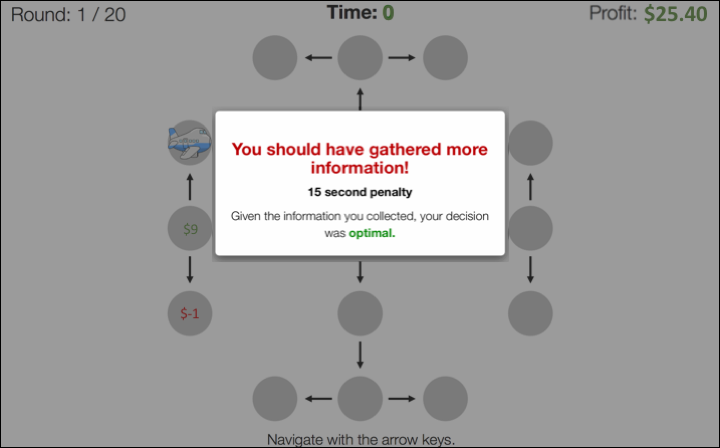 Round: 1 / 20
Time: 0
Profit: $25.40
You should have gathered more
information!
15 second penalty
Given the information you collected, your decision
was optimal.
$9
$-1
Navigate with the arrow keys.